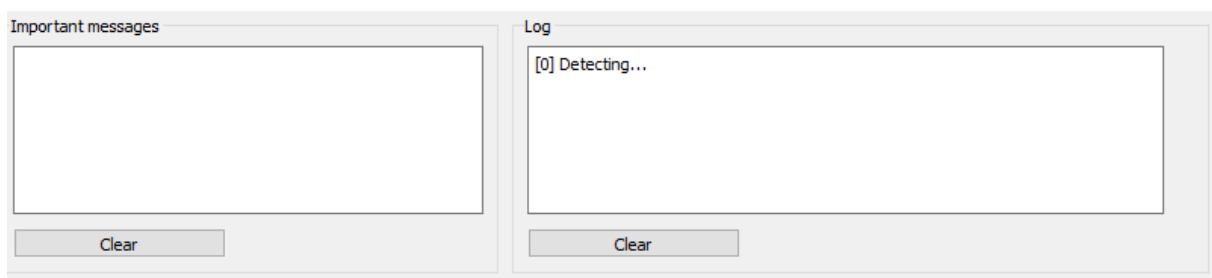 Important messages
Log
[0] Detecting...
Clear
Clear